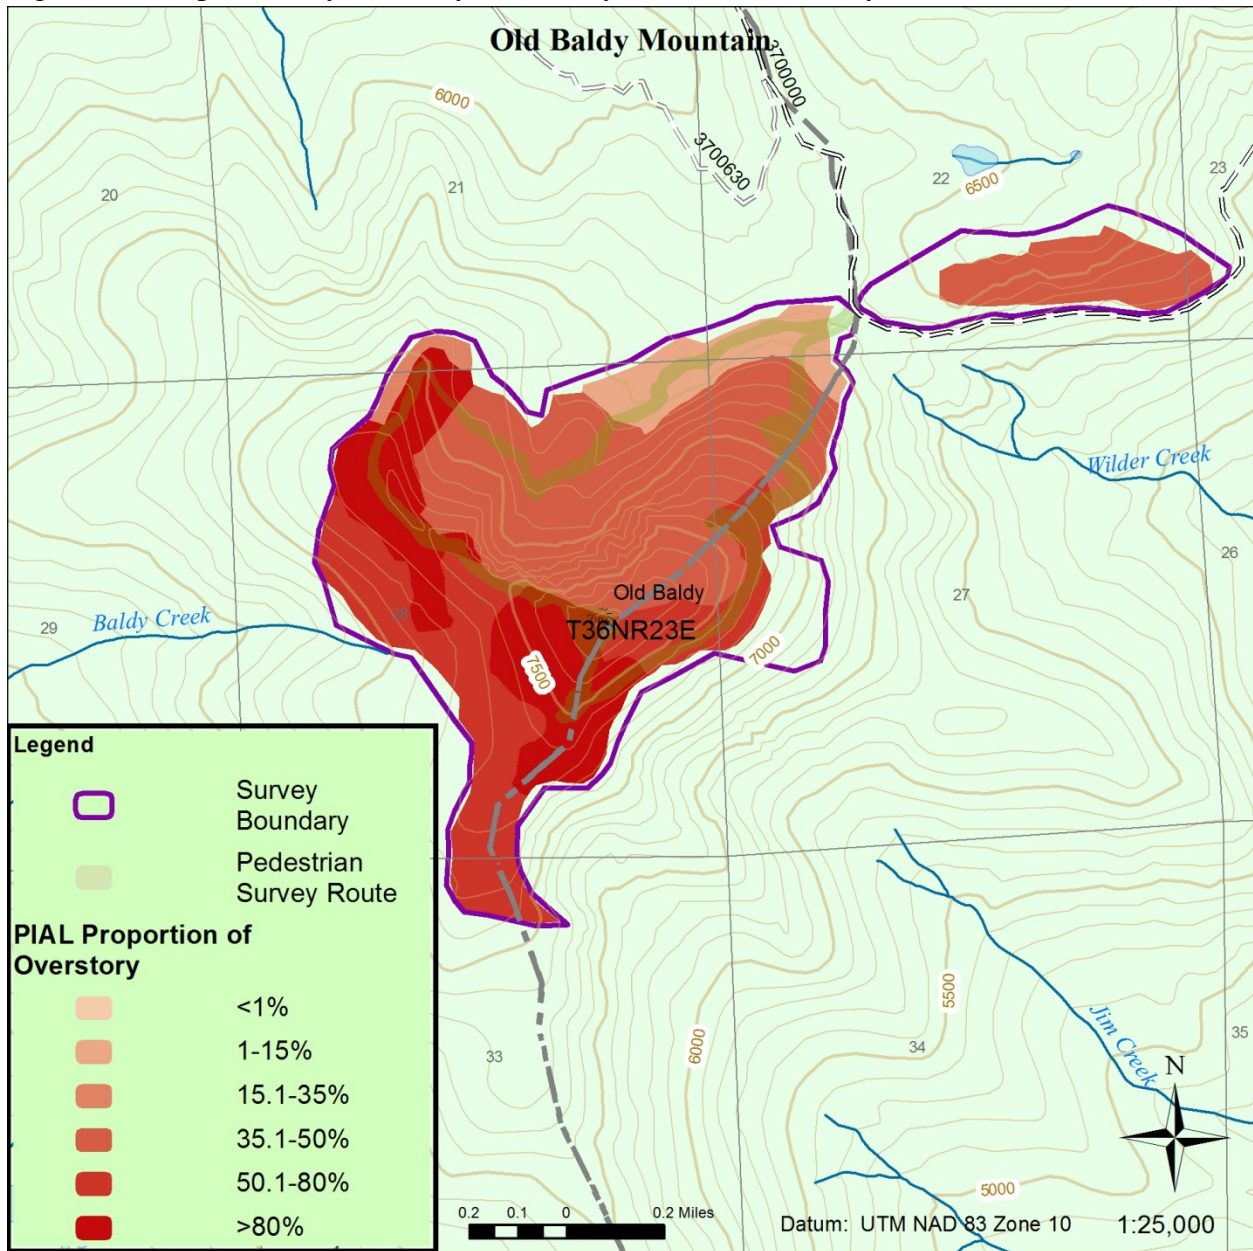 Old Baldy Mountain
3700000
6000
3700630
20
21
22
23
6500
Wilder Creek
26
Old Baldy
27
T36NR23E
28
29
Baldy Creek
7000
7500
Legend
Survey
Boundary
Pedestrian
Survey Route
PIAL Proportion of
Overstory
<1%
1-15%
15.1-35%
35.1-50%
50.1-80%
>80%
5500
6000
33
34
35
Jim Creek
N
5000
0.2 0.1 0 0.2 Miles
Datum: UTM NAD 83 Zone 10 1:25,000